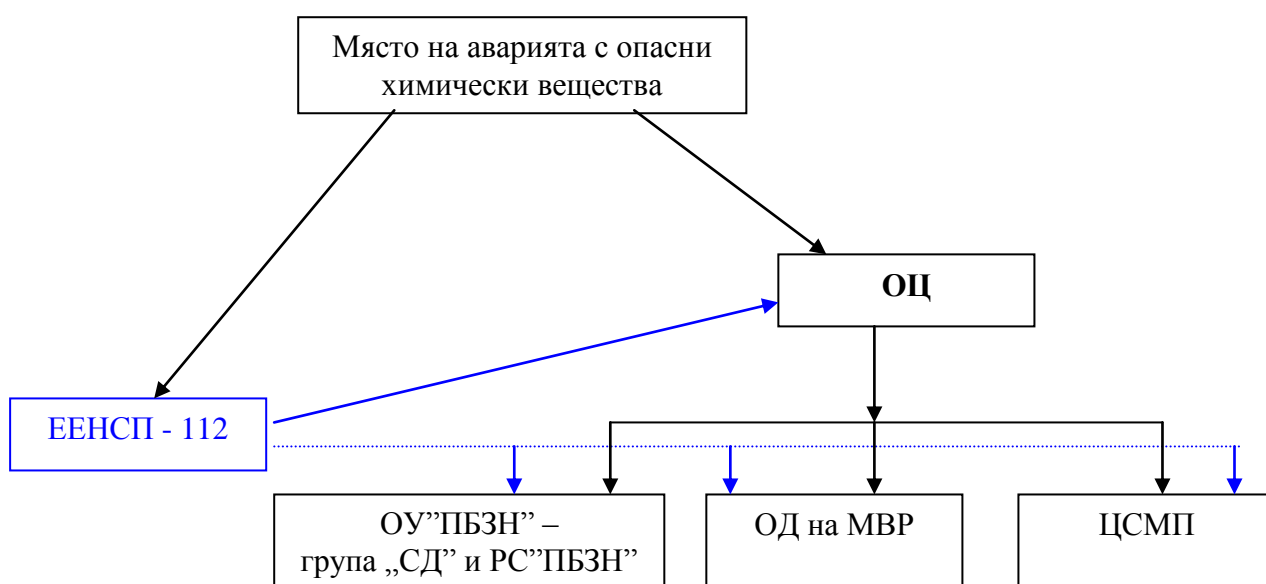 Място на аварията с опасни
химически вещества
ОЦ
ЕЕНСП - 112
ОУ”ПБЗН” –
група „СД” и РС”ПБЗН”
ОД на МВР
ЦСМП